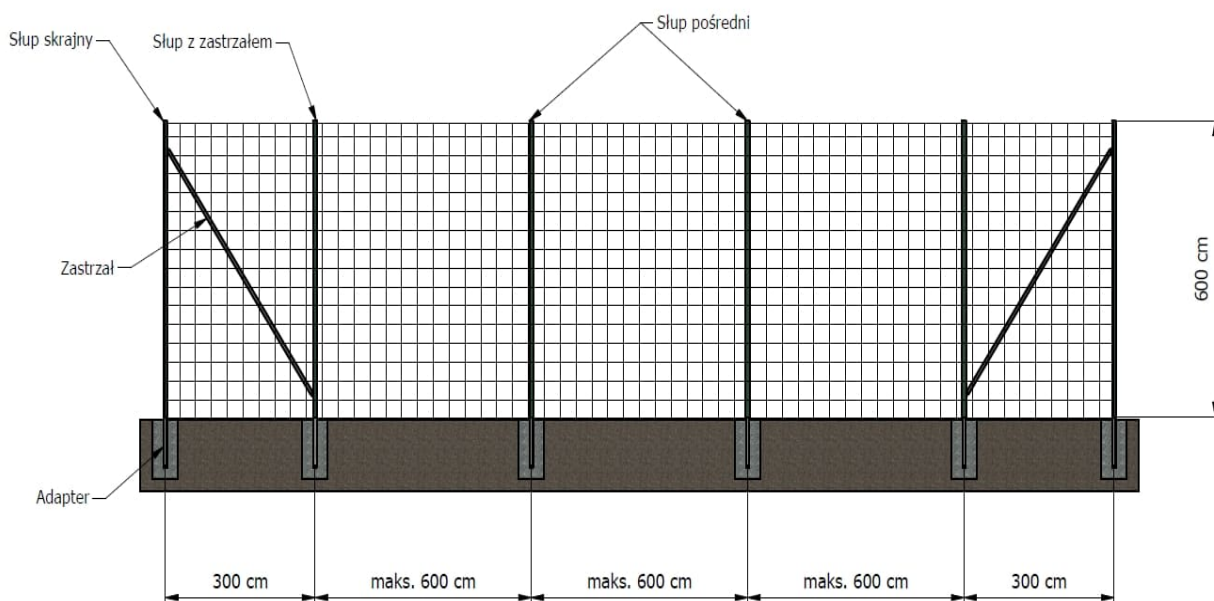 Słup pośredni
Słup skrajny
Słup z zastrzałem
600 cm
Zastrzał
Adapter
300 cm
maks. 600 cm
maks. 600 cm
maks. 600 cm
300 cm